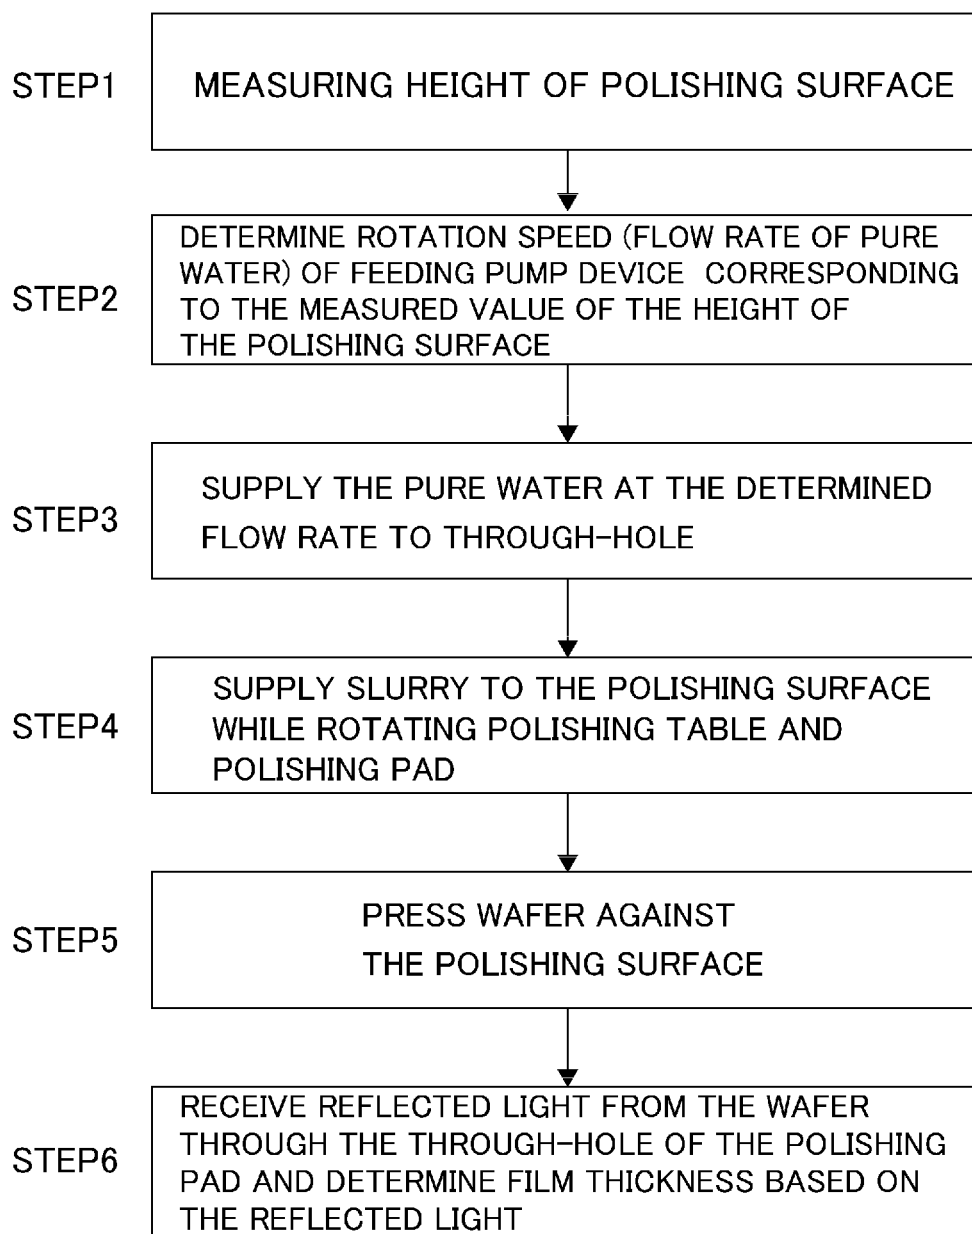 STEP1
MEASURING HEIGHT OF POLISHING SURFACE
STEP2
DETERMINE ROTATION SPEED (FLOW RATE OF PURE
WATER) OF FEEDING PUMP DEVICE CORRESPONDING
TO THE MEASURED VALUE OF THE HEIGHT OF
THE POLISHING SURFACE
STEP3
SUPPLY THE PURE WATER AT THE DETERMINED
FLOW RATE TO THROUGH-HOLE
STEP4
SUPPLY SLURRY TO THE POLISHING SURFACE
WHILE ROTATING POLISHING TABLE AND
POLISHING PAD
STEP5
PRESS WAFER AGAINST
THE POLISHING SURFACE
STEP6
RECEIVE REFLECTED LIGHT FROM THE WAFER
THROUGH THE THROUGH-HOLE OF THE POLISHING
PAD AND DETERMINE FILM THICKNESS BASED ON
THE REFLECTED LIGHT